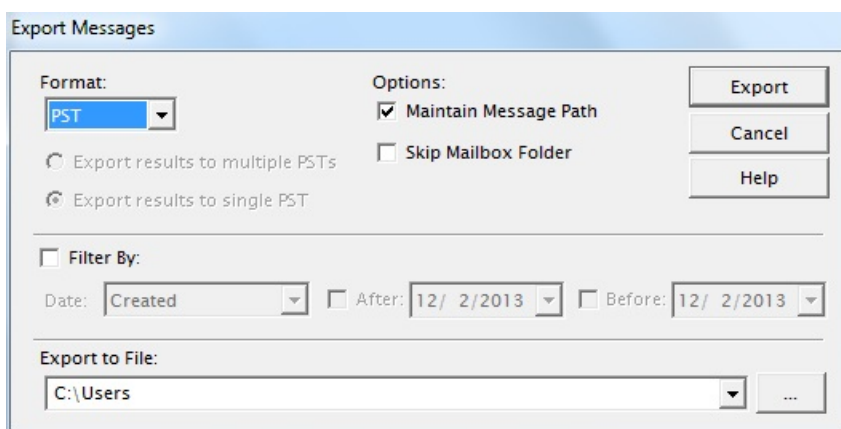 Export Messages
Format:
PST
Export results to multiple PSTs
Export results to single PST
Options:
Maintain Message Path
Skip Mailbox Folder
Export
Cancel
Help
Filter By:
Date: Created After: 12/ 2/2013 Before: 12/ 2/2013
Export to File:
C:\Users ...